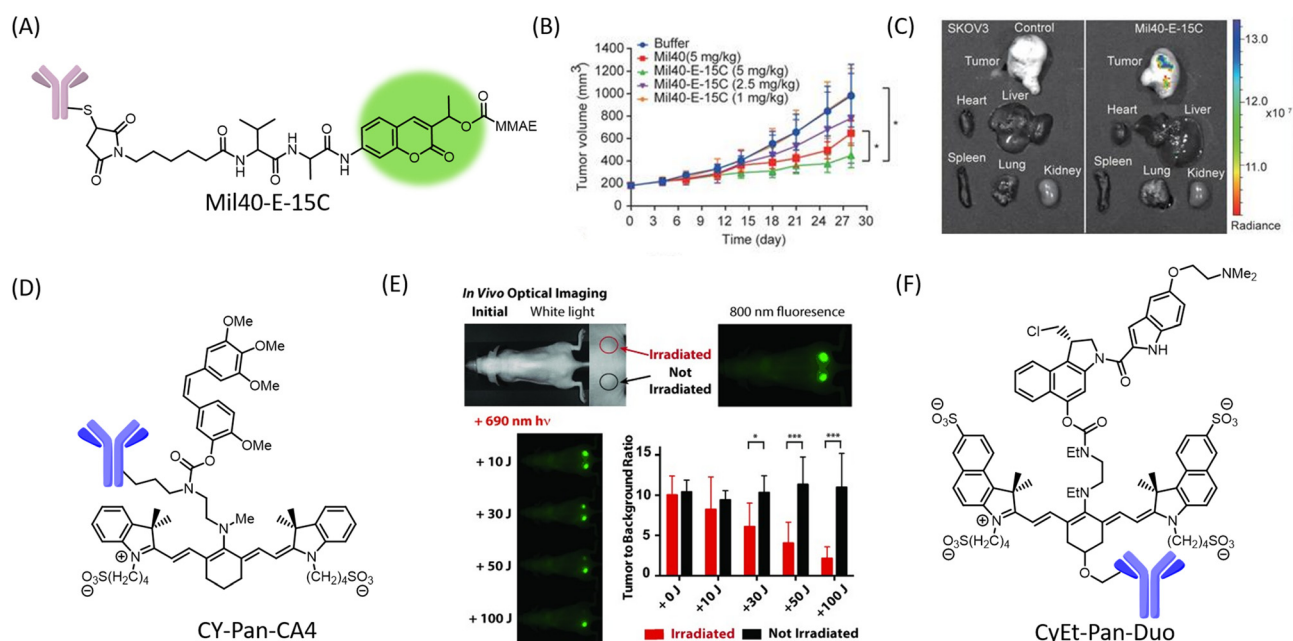 (A)
S
O
N
O
O
H
N
O
O
N
H
H
N
O
O
O
O
MMAE
Mil40-E-15C
(B)
Tumor volume (mm3)
1400
1200
1000
800
600
400
200
0
Buffer
Mil40(5 mg/kg)
Mil40-E-15C (5 mg/kg)
Mil40-E-15C (2.5 mg/kg)
Mil40-E-15C (1 mg/kg)
*
*
0 3 6 9 12 15 18 21 24 27 30
Time (day)
(C)
SKOV3 Control
Tumor
Heart Liver
Spleen Lung Kidney
Mil40-E-15C
Tumor
Heart Liver
Spleen Lung Kidney
13.0
12.0
×10 7
11.0
Radiance
(D)
OMe
MeO
OMe
OMe
O
O
N
N Me
N
⊕
N
SO3(H2C)4
⊖
(CH2)4SO3
⊖
CY-Pan-CA4
(E)
In Vivo Optical Imaging
Initial White light
800 nm fluoresence
Irradiated
Not
Irradiated
+ 690 nm hν
+ 10 J
+ 30 J
+ 50 J
+ 100 J
Tumor to Background Ratio
15
10
5
0
* *** ***
+0 J +10 J +30 J +50 J +100 J
Irradiated Not Irradiated
(F)
O
NMe2
Cl
N
O
NH
O
O
EtN
EtN
⊖
SO3
⊖
O3S
N
⊕
N
SO3(H2C)4
⊖
(CH2)4SO3
⊖
O
CyEt-Pan-Duo